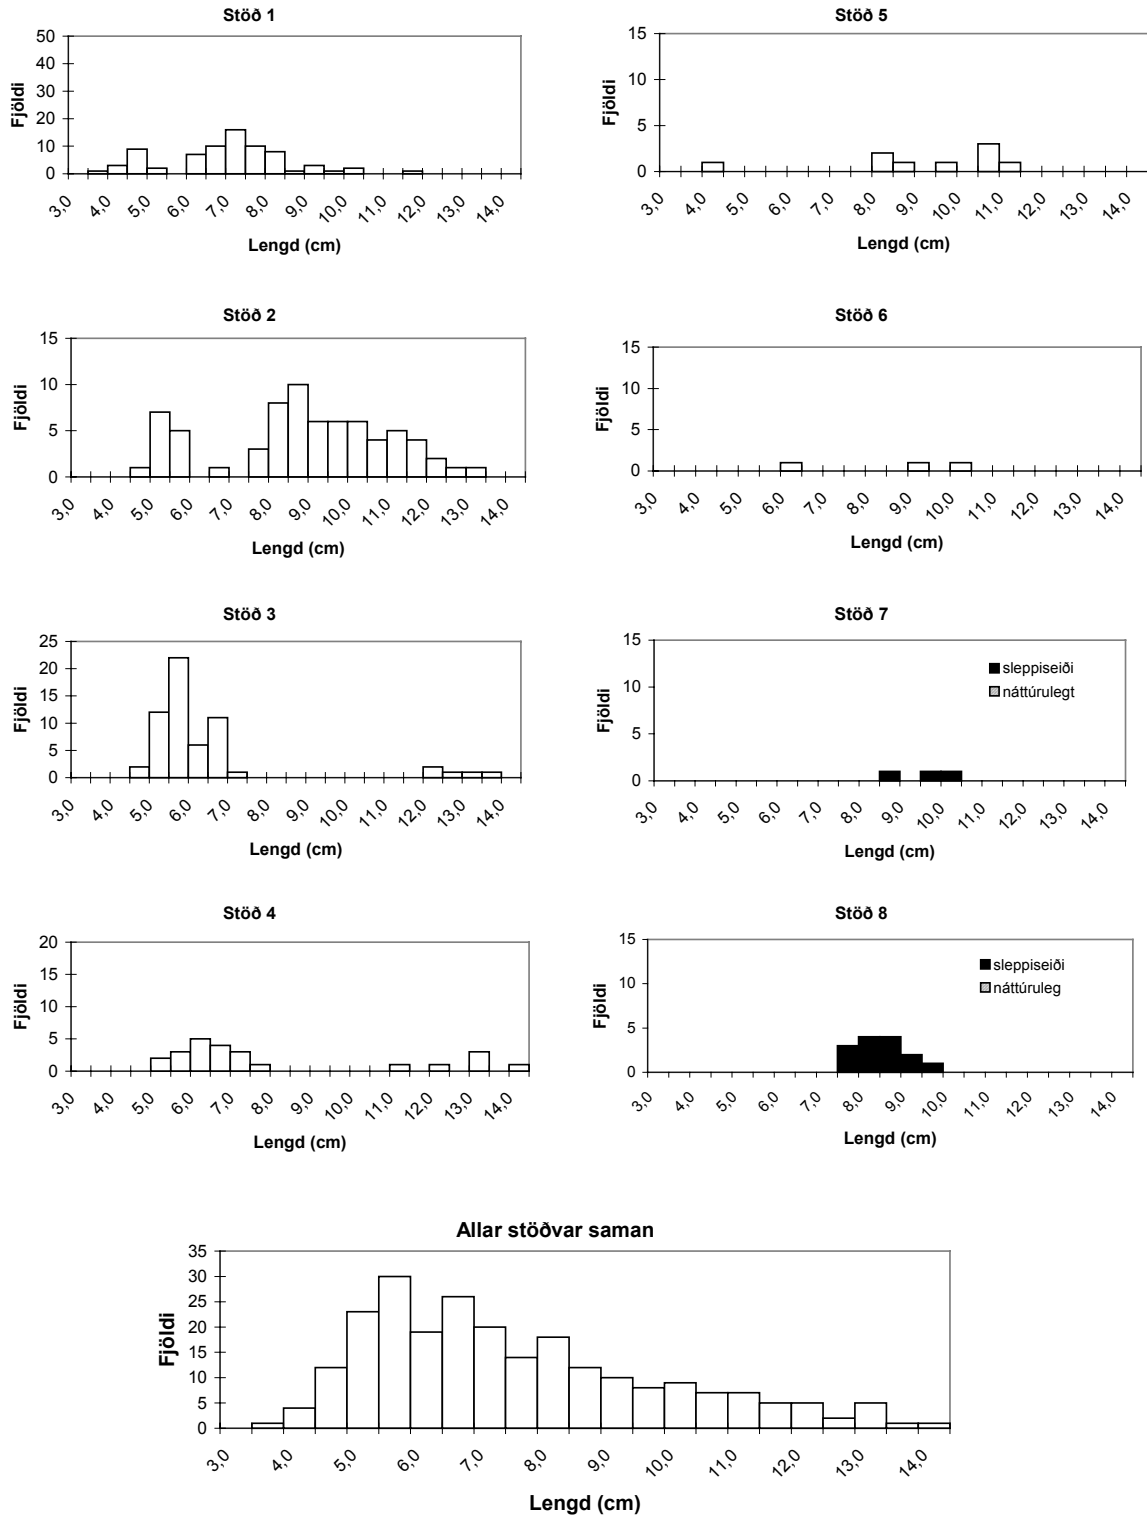 Stöð 1
50
40
30
20
10
0
Fjöldi
3,0 4,0 5,0 6,0 7,0 8,0 9,0 10,0 11,0 12,0 13,0 14,0
Lengd (cm)
Stöð 5
15
10
5
0
Fjöldi
3,0 4,0 5,0 6,0 7,0 8,0 9,0 10,0 11,0 12,0 13,0 14,0
Lengd (cm)
Stöð 2
15
10
5
0
Fjöldi
3,0 4,0 5,0 6,0 7,0 8,0 9,0 10,0 11,0 12,0 13,0 14,0
Lengd (cm)
Stöð 6
15
10
5
0
Fjöldi
3,0 4,0 5,0 6,0 7,0 8,0 9,0 10,0 11,0 12,0 13,0 14,0
Lengd (cm)
Stöð 3
25
20
15
10
5
0
Fjöldi
3,0 4,0 5,0 6,0 7,0 8,0 9,0 10,0 11,0 12,0 13,0 14,0
Lengd (cm)
Stöð 7
15
10
5
0
Fjöldi
sleppiseiði
náttúrulegt
3,0 4,0 5,0 6,0 7,0 8,0 9,0 10,0 11,0 12,0 13,0 14,0
Lengd (cm)
Stöð 4
20
15
10
5
0
Fjöldi
3,0 4,0 5,0 6,0 7,0 8,0 9,0 10,0 11,0 12,0 13,0 14,0
Lengd (cm)
Stöð 8
15
10
5
0
Fjöldi
sleppiseiði
náttúruleg
3,0 4,0 5,0 6,0 7,0 8,0 9,0 10,0 11,0 12,0 13,0 14,0
Lengd (cm)
Allar stöðvar saman
35
30
25
20
15
10
5
0
Fjöldi
3,0 4,0 5,0 6,0 7,0 8,0 9,0 10,0 11,0 12,0 13,0 14,0
Lengd (cm)